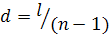 d = l/(n − 1)